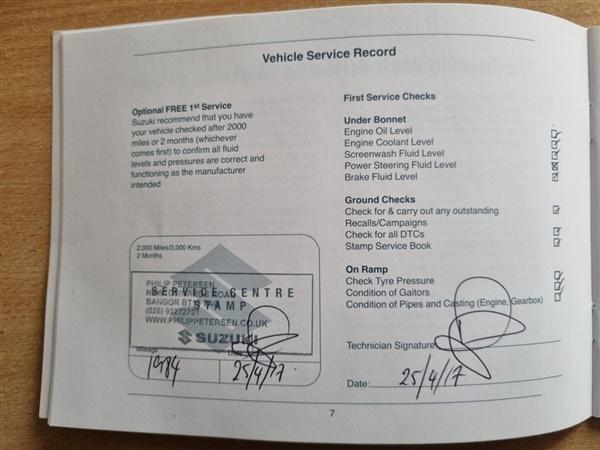 Vehicle Service Record
Optional FREE 1st Service
Suzuki recommend that you have
your vehicle checked after 2000
miles or 2 months (whichever
comes first) to confirm all fluid
levels and pressures are correct and
functioning as the manufacturer
intended
2,000 Miles/3,000 Kms
2 Months
PHILIP PETERSEN
SERVICE CENTRE
STAMP
BANGOR
(028) 91272701
WWW.PHILIPPETERSEN.CO.UK
SUZUKI
Mileage
25/4/17
First Service Checks
Under Bonnet
Engine Oil Level
Engine Coolant Level
Screenwash Fluid Level
Power Steering Fluid Level
Brake Fluid Level
Ground Checks
Check for & carry out any outstanding
Recalls/Campaigns
Check for all DTCs
Stamp Service Book
On Ramp
Check Tyre Pressure
Condition of Gaitors
Condition of Pipes and Casting (Engine, Gearbox)
Technician Signature
Date: 25/4/17
7